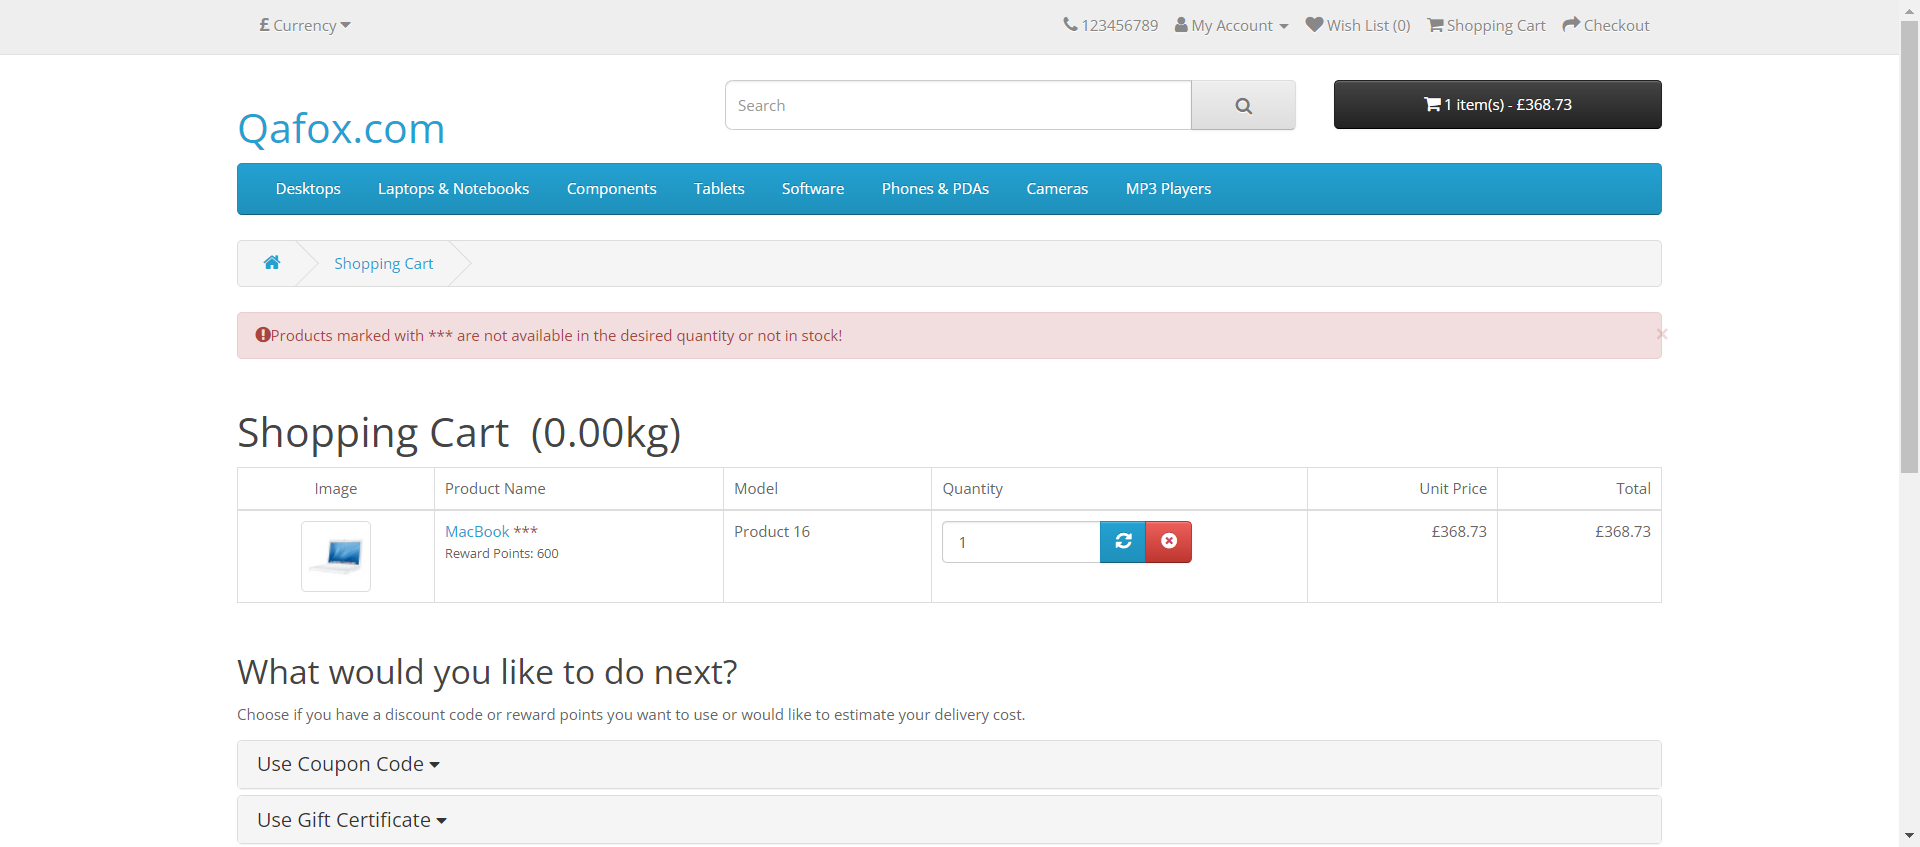 £ Currency
123456789 My Account Wish List (0) Shopping Cart Checkout
Search
1 item(s) - £368.73
Qafox.com
Desktops Laptops & Notebooks Components Tablets Software Phones & PDAs Cameras MP3 Players
Shopping Cart
Products marked with *** are not available in the desired quantity or not in stock! ×
Shopping Cart (0.00kg)
Image Product Name Model Quantity Unit Price Total
MacBook *** Product 16 1 £368.73 £368.73
Reward Points: 600
What would you like to do next?
Choose if you have a discount code or reward points you want to use or would like to estimate your delivery cost.
Use Coupon Code
Use Gift Certificate